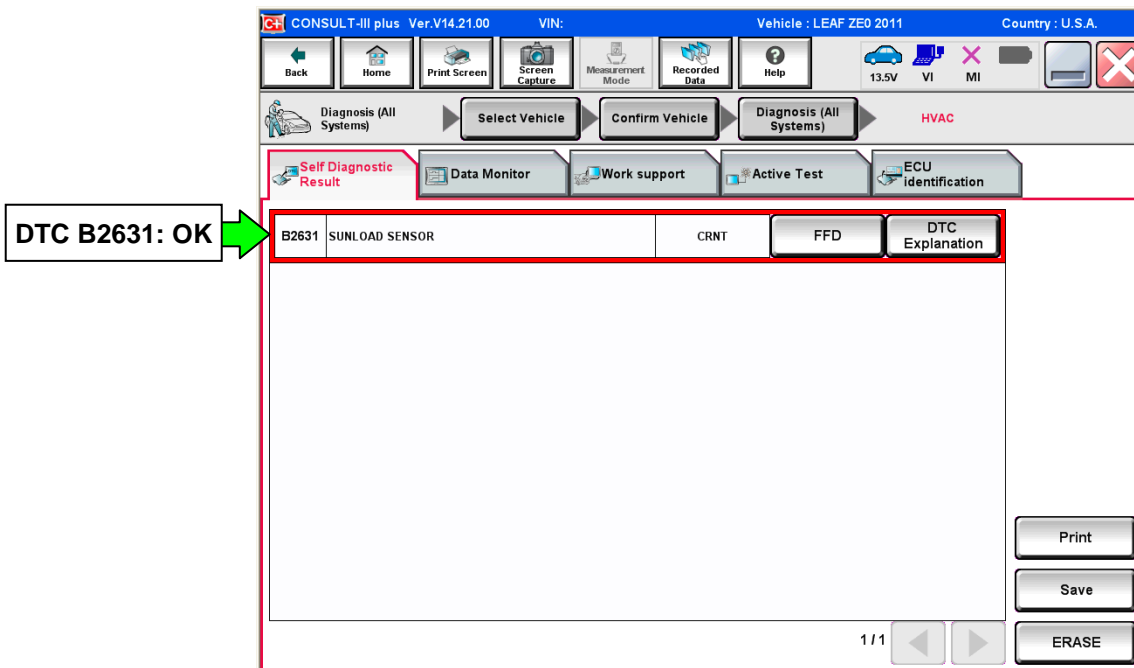 C+ CONSULT-III plus Ver.V14.21.00 VIN: Vehicle : LEAF ZE0 2011 Country : U.S.A.
Back Home Print Screen Screen Capture Measurement Mode Recorded Data Help 13.5V VI MI
Diagnosis (All Systems) Select Vehicle Confirm Vehicle Diagnosis (All Systems) HVAC
Self Diagnostic Result Data Monitor Work support Active Test ECU identification
DTC B2631: OK
B2631 SUNLOAD SENSOR CRNT FFD DTC Explanation
Print
Save
1/1
ERASE